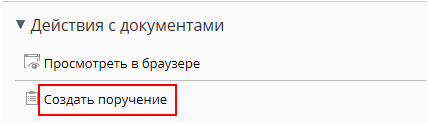 Действия с документами
Просмотреть в браузере
Создать поручение